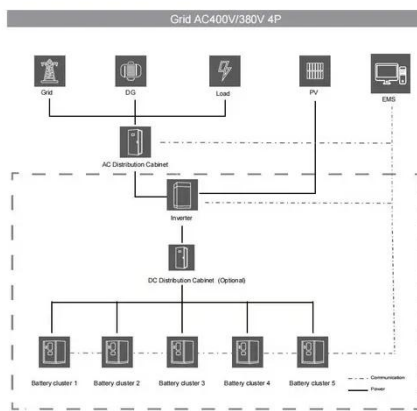 Grid AC400V/380V 4P
Grid
DG
Load
PV
EMS
AC Distribution Cabinet
Inverter
DC Distribution Cabinet (Optional)
Battery cluster 1
Battery cluster 2
Battery cluster 3
Battery cluster 4
Battery cluster 5
Communication
Power